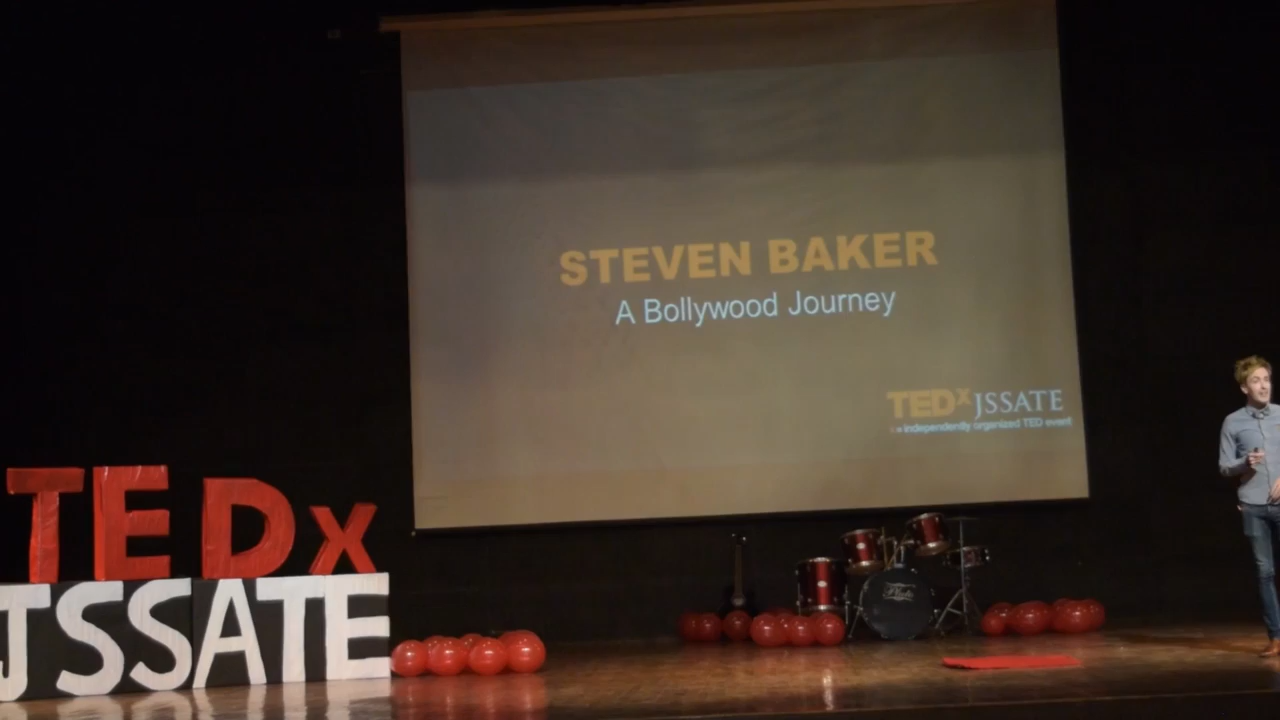 STEVEN BAKER
A Bollywood Journey
TEDx JSSATE
x = independently organized TED event
TEDx
JSSATE